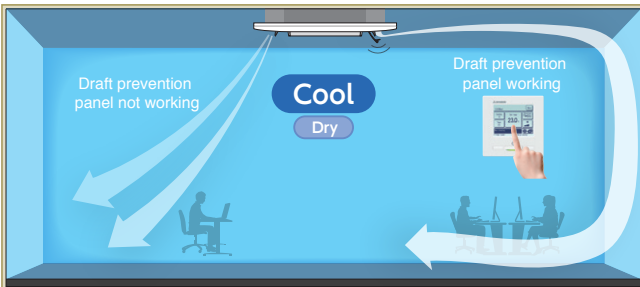 Draft prevention
panel not working
Cool
Dry
Draft prevention
panel working